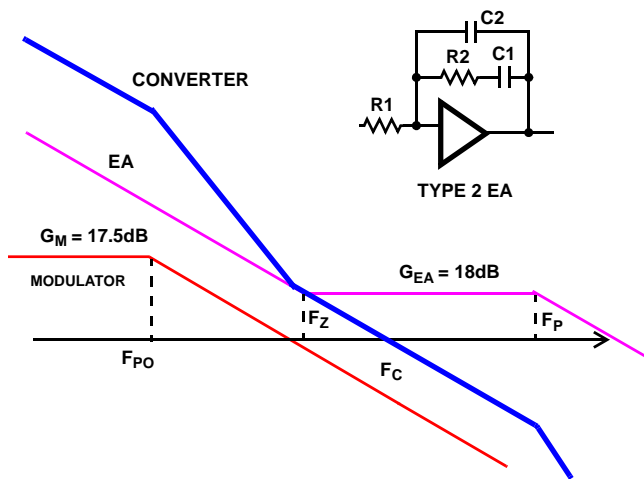 C2
R2
C1
R1
TYPE 2 EA
CONVERTER
EA
G_M = 17.5dB
MODULATOR
G_EA = 18dB
F_Z
F_P
F_PO
F_C